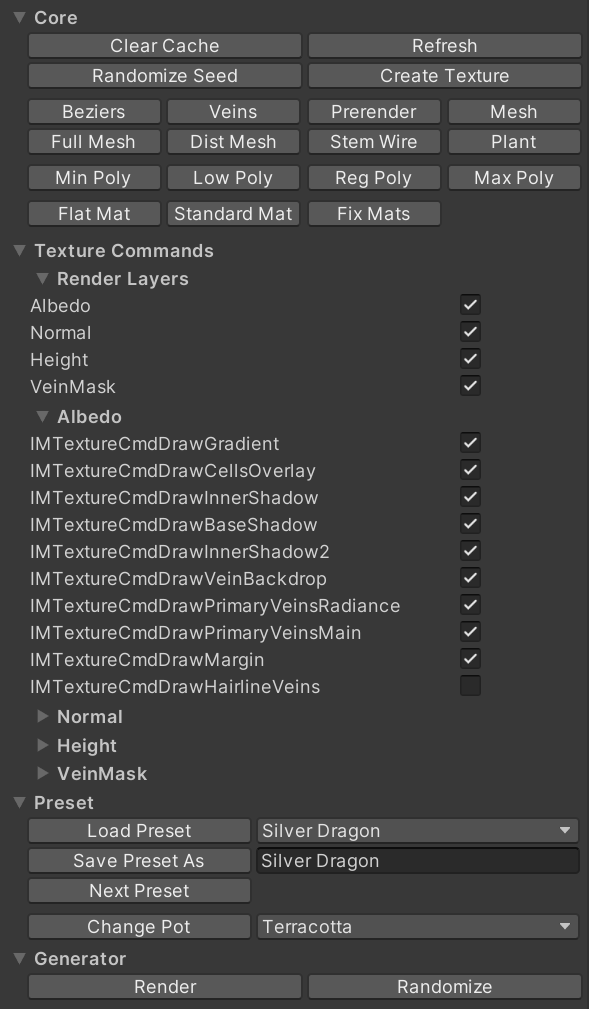 Core
Clear Cache Refresh
Randomize Seed Create Texture
Beziers Veins Prerender Mesh
Full Mesh Dist Mesh Stem Wire Plant
Min Poly Low Poly Reg Poly Max Poly
Flat Mat Standard Mat Fix Mats
Texture Commands
Render Layers
Albedo
Normal
Height
VeinMask
Albedo
IMTextureCmdDrawGradient
IMTextureCmdDrawCellsOverlay
IMTextureCmdDrawInnerShadow
IMTextureCmdDrawBaseShadow
IMTextureCmdDrawInnerShadow2
IMTextureCmdDrawVeinBackdrop
IMTextureCmdDrawPrimaryVeinsRadiance
IMTextureCmdDrawPrimaryVeinsMain
IMTextureCmdDrawMargin
IMTextureCmdDrawHairlineVeins
Normal
Height
VeinMask
Preset
Load Preset Silver Dragon
Save Preset As Silver Dragon
Next Preset
Change Pot Terracotta
Generator
Render Randomize